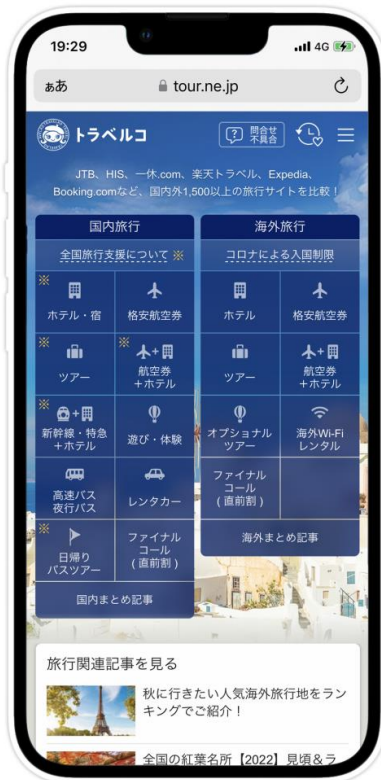 19:29
4G
ぁあ
tour.ne.jp
トラベルコ
?
問合せ
不具合
JTB、HIS、一休.com、楽天トラベル、Expedia、
Booking.comなど、国内外1,500以上の旅行サイトを比較！
国内旅行
全国旅行支援について ※
※
ホテル・宿
格安航空券
※
ツアー
※
+
航空券
+ホテル
※
+
新幹線・特急
+ホテル
遊び・体験
高速バス
夜行バス
レンタカー
※
日帰り
バスツアー
ファイナル
コール
(直前割)
国内まとめ記事
海外旅行
コロナによる入国制限
ホテル
格安航空券
ツアー
+
航空券
+ホテル
オプショナル
ツアー
海外Wi-Fi
レンタル
ファイナル
コール
(直前割)
海外まとめ記事
旅行関連記事を見る
秋に行きたい人気海外旅行地をラン
キングでご紹介！
全国の紅葉名所【2022】見頃&ラ